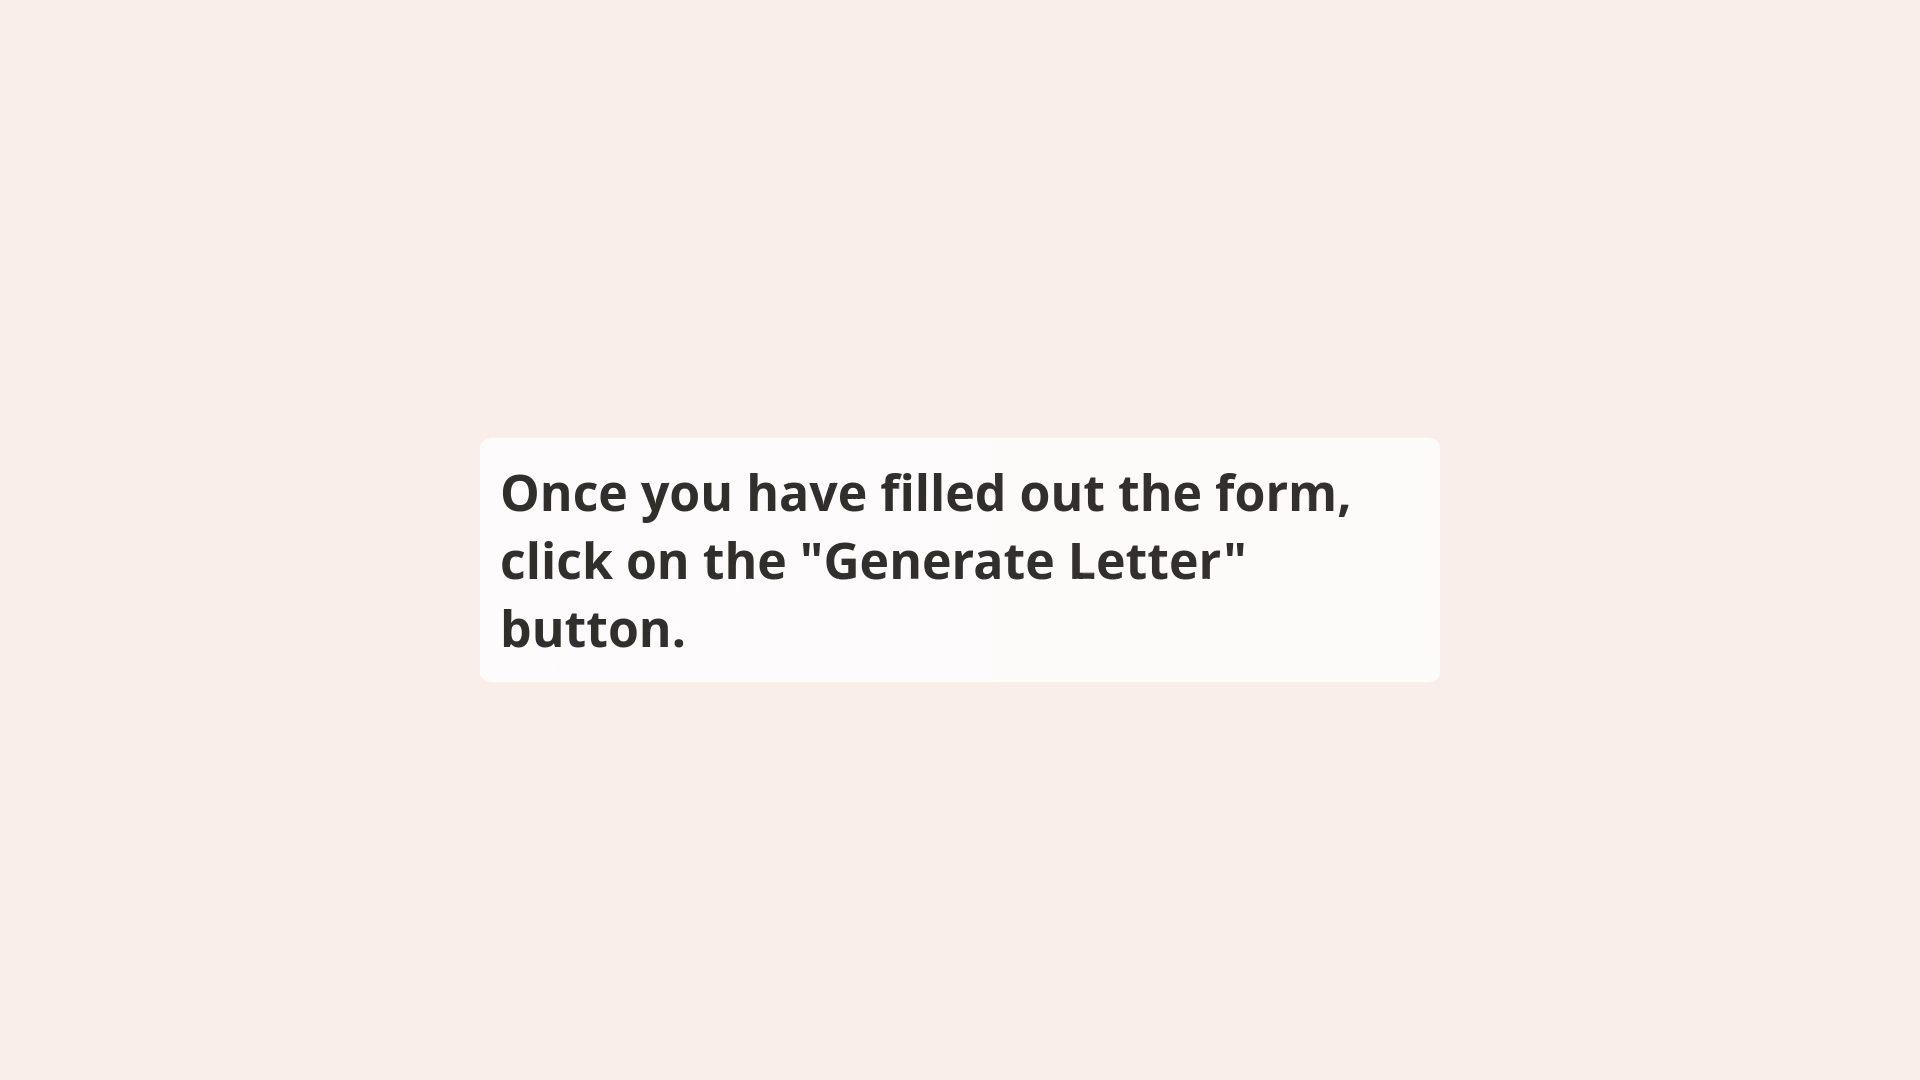 Once you have filled out the form,
click on the "Generate Letter"
button.